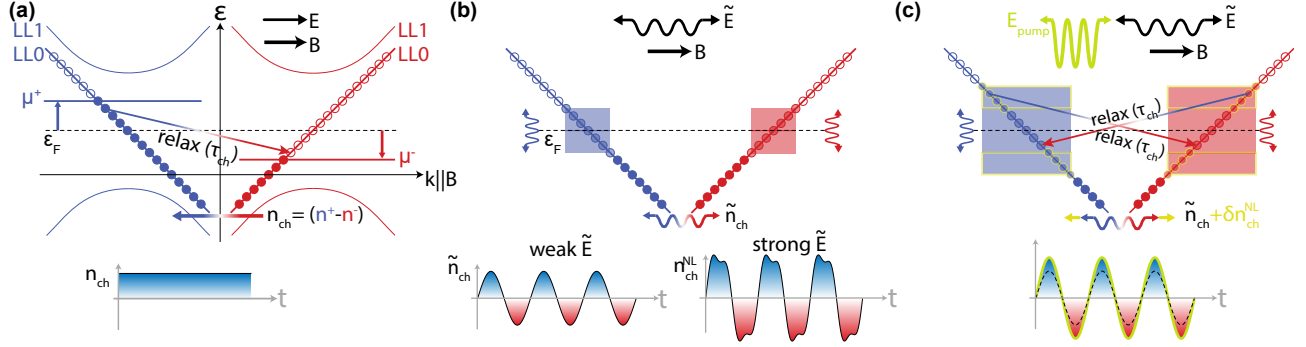 (a)
ε
E
B
LL1
LL0
LL1
LL0
μ⁺
ε_F
relax (τ_ch)
μ⁻
k||B
n_ch = (n⁺-n⁻)
n_ch
t
(b)
Ẽ
B
ε_F
ñ_ch
weak Ẽ
strong Ẽ
ñ_ch
t
n_ch^NL
t
(c)
E_pump
Ẽ
B
relax (τ_ch)
relax (τ_ch)
ε_F
ñ_ch+δn_ch^NL
t